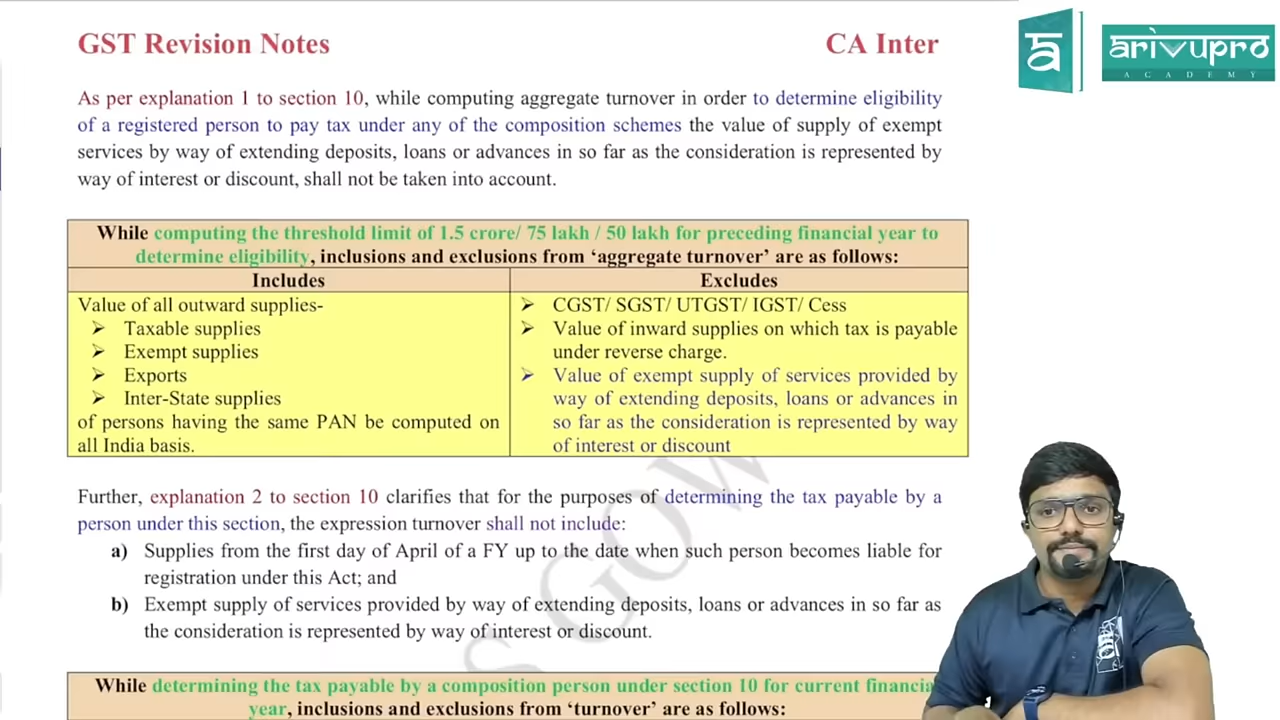 GST Revision Notes
CA Inter
arivupro
ACADEMY
As per explanation 1 to section 10, while computing aggregate turnover in order to determine eligibility
of a registered person to pay tax under any of the composition schemes the value of supply of exempt
services by way of extending deposits, loans or advances in so far as the consideration is represented by
way of interest or discount, shall not be taken into account.
While computing the threshold limit of 1.5 crore/ 75 lakh / 50 lakh for preceding financial year to
determine eligibility, inclusions and exclusions from ‘aggregate turnover’ are as follows:
Includes
Value of all outward supplies-
➢ Taxable supplies
➢ Exempt supplies
➢ Exports
➢ Inter-State supplies
of persons having the same PAN be computed on
all India basis.
Excludes
➢ CGST/ SGST/ UTGST/ IGST/ Cess
➢ Value of inward supplies on which tax is payable
under reverse charge.
➢ Value of exempt supply of services provided by
way of extending deposits, loans or advances in
so far as the consideration is represented by way
of interest or discount
Further, explanation 2 to section 10 clarifies that for the purposes of determining the tax payable by a
person under this section, the expression turnover shall not include:
a) Supplies from the first day of April of a FY up to the date when such person becomes liable for
registration under this Act; and
b) Exempt supply of services provided by way of extending deposits, loans or advances in so far as
the consideration is represented by way of interest or discount.
While determining the tax payable by a composition person under section 10 for current
year, inclusions and exclusions from ‘turnover’ are as follows: